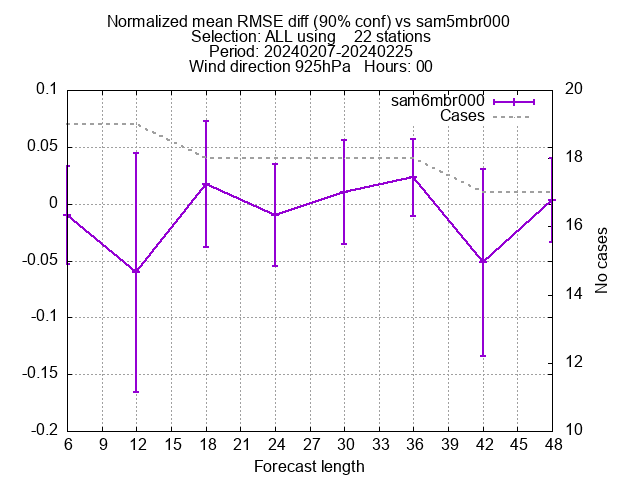 Normalized mean RMSE diff (90% conf) vs sam5mbr000
Selection: ALL using    22 stations
Period: 20240207-20240225
Wind direction 925hPa   Hours: 00
sam6mbr000
Cases
0.1
0.05
0
-0.05
-0.1
-0.15
-0.2
20
18
16
14
12
10
No cases
6 9 12 15 18 21 24 27 30 33 36 39 42 45 48
Forecast length